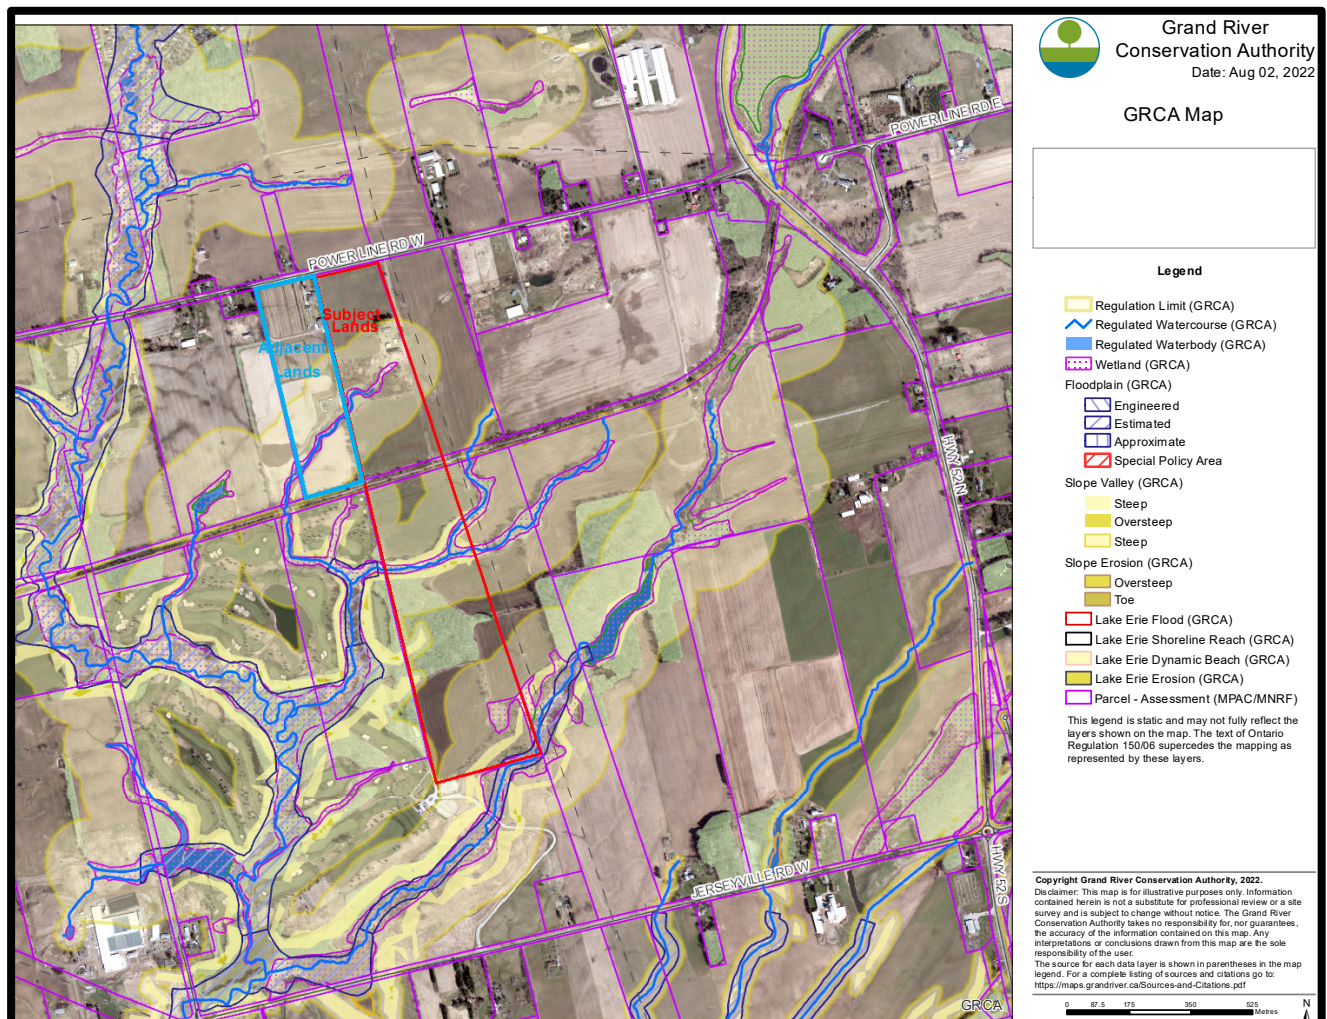 Grand River
Conservation Authority
Date: Aug 02, 2022
GRCA Map
POWER LINE RD E
POWER LINE RD W
Subject
Lands
Adjacent
Lands
HWY 52 N
JERSEYVILLE RD W
HWY 52 S
GRCA
Legend
Regulation Limit (GRCA)
Regulated Watercourse (GRCA)
Regulated Waterbody (GRCA)
Wetland (GRCA)
Floodplain (GRCA)
Engineered
Estimated
Approximate
Special Policy Area
Slope Valley (GRCA)
Steep
Oversteep
Steep
Slope Erosion (GRCA)
Oversteep
Toe
Lake Erie Flood (GRCA)
Lake Erie Shoreline Reach (GRCA)
Lake Erie Dynamic Beach (GRCA)
Lake Erie Erosion (GRCA)
Parcel - Assessment (MPAC/MNRF)
This legend is static and may not fully reflect the
layers shown on the map. The text of Ontario
Regulation 150/06 supercedes the mapping as
represented by these layers.
Copyright Grand River Conservation Authority, 2022.
Disclaimer: This map is for illustrative purposes only. Information
contained herein is not a substitute for professional review or a site
survey and is subject to change without notice. The Grand River
Conservation Authority takes no responsibility for, nor guarantees,
the accuracy of the information contained on this map. Any
interpretations or conclusions drawn from this map are the sole
responsibility of the user.
The source for each data layer is shown in parentheses in the map
legend. For a complete listing of sources and citations go to:
https://maps.grandriver.ca/Sources-and-Citations.pdf
0 87.5 175 350 525
Metres
N